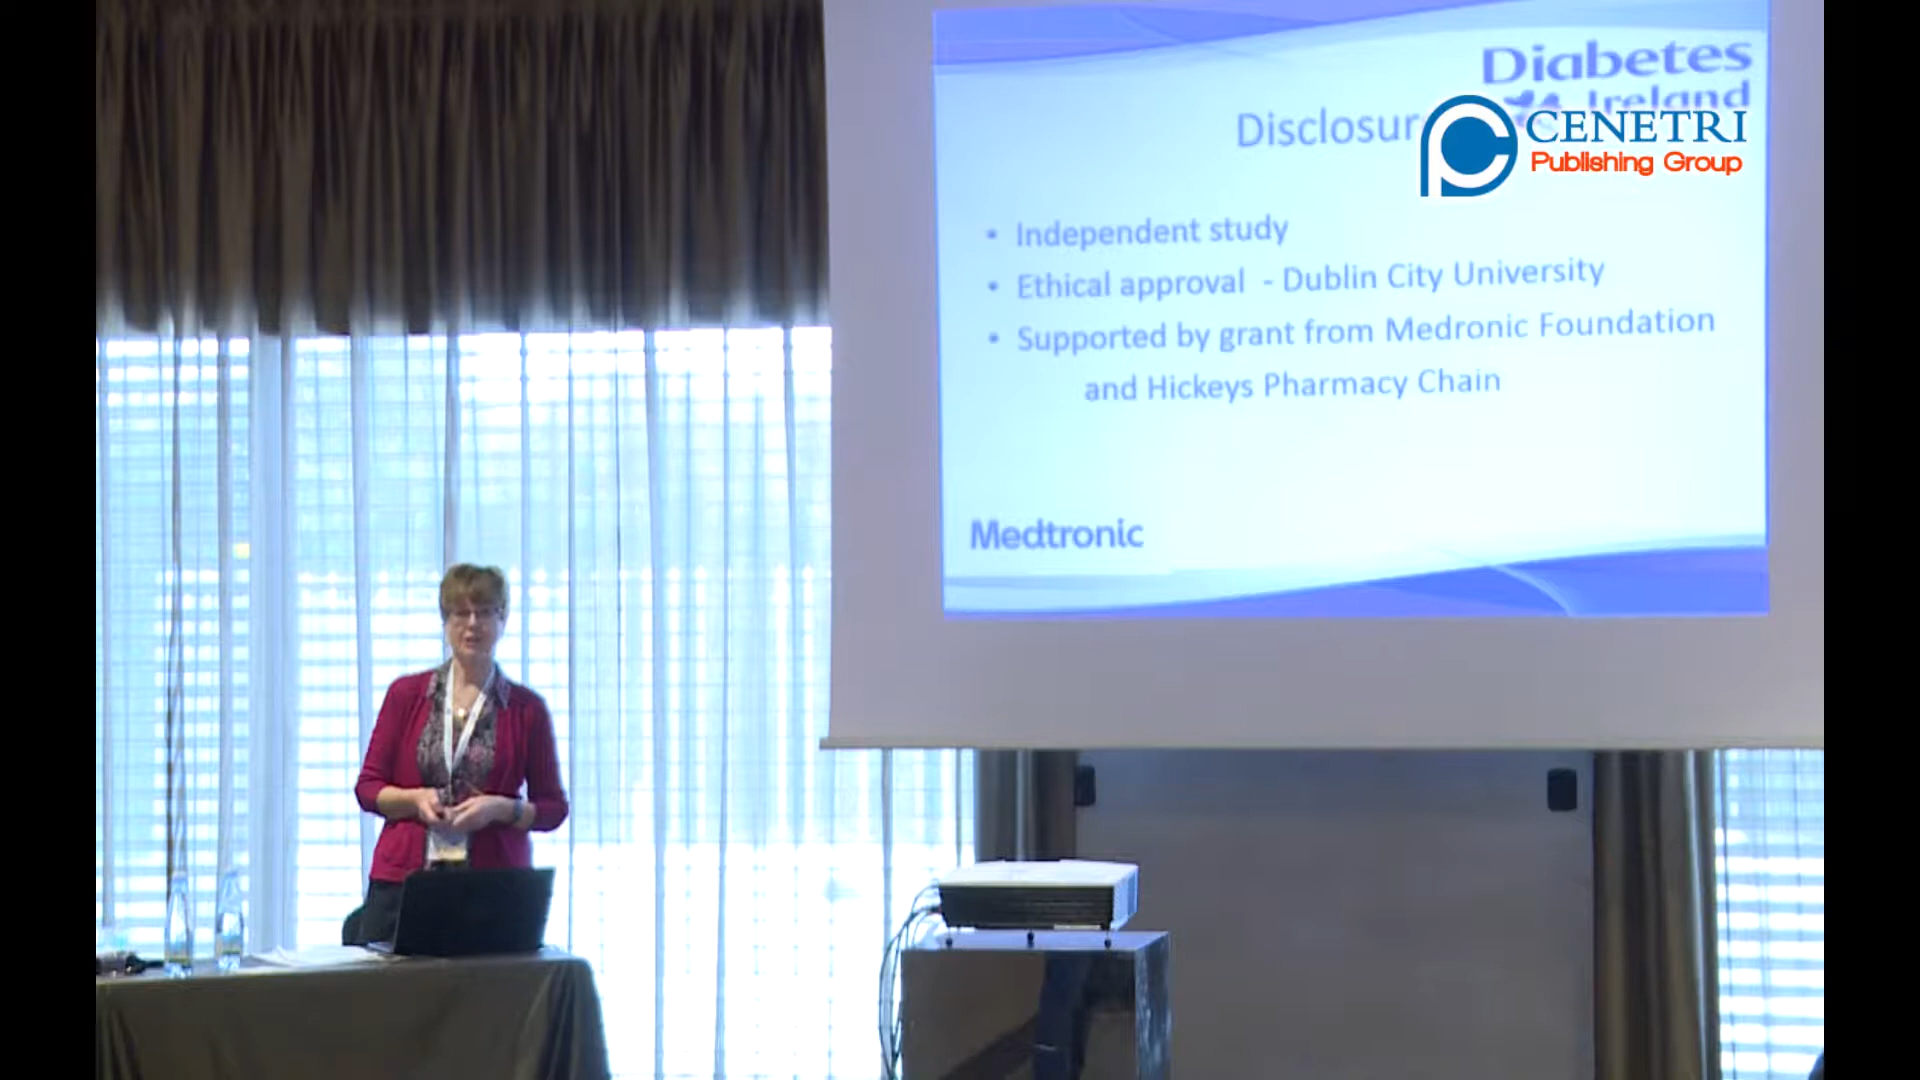 Diabetes
Ireland
Disclosur
CENETRI
Publishing Group
• Independent study
• Ethical approval - Dublin City University
• Supported by grant from Medronic Foundation
and Hickeys Pharmacy Chain
Medtronic